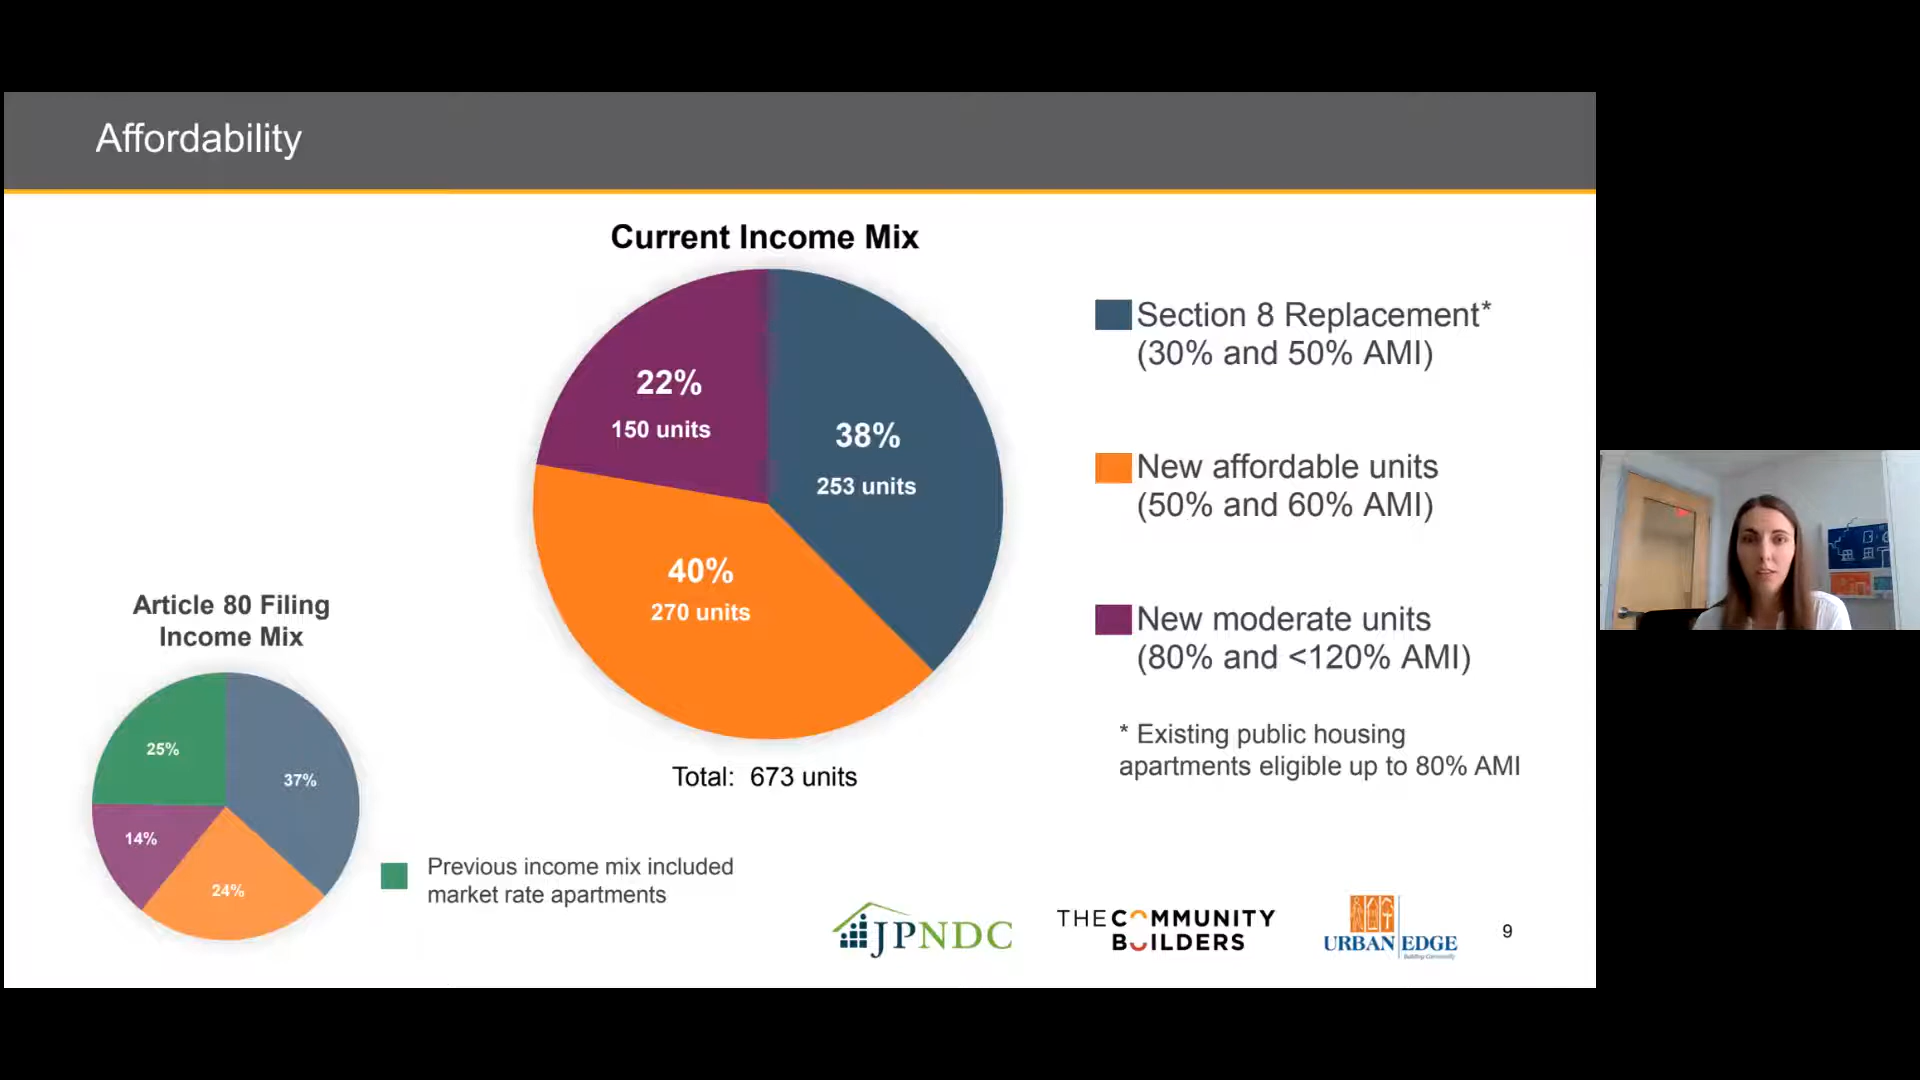 Affordability
Current Income Mix
22%
150 units
38%
253 units
40%
270 units
Total: 673 units
Section 8 Replacement*
(30% and 50% AMI)
New affordable units
(50% and 60% AMI)
New moderate units
(80% and <120% AMI)
* Existing public housing
apartments eligible up to 80% AMI
Article 80 Filing
Income Mix
25%
37%
14%
24%
Previous income mix included
market rate apartments
JPNDC
THE COMMUNITY
BUILDERS
URBAN EDGE
Building Community
9